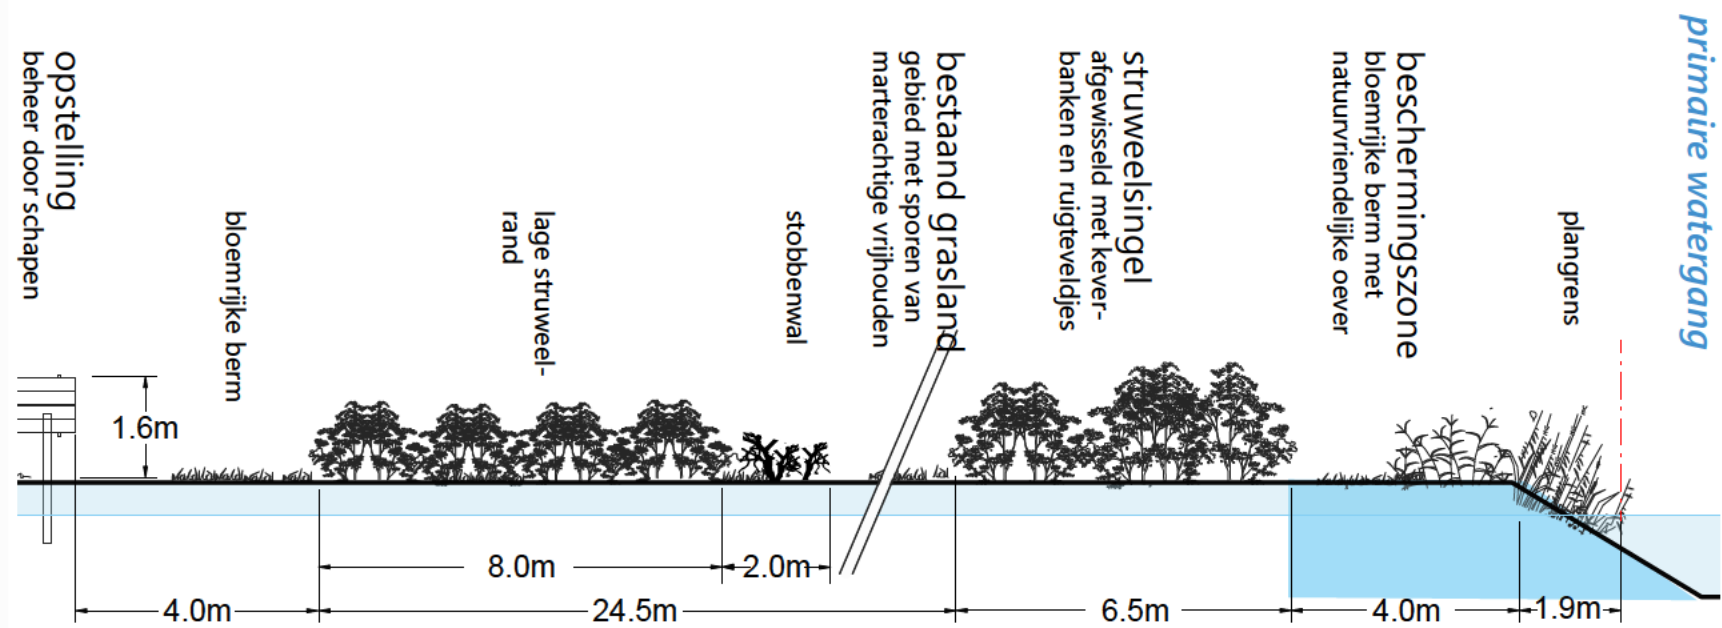 opstelling
beheer door schapen
bloemrijke berm
lage struweel-
rand
stobbenwal
bestaand grasland
gebied met sporen van
marterachtige vrijhouden
struweelsingel
afgewisseld met kever-
banken en ruigteveldjes
beschermingszone
bloemrijke berm met
natuurvriendelijke oever
plangrens
primaire watergang
1.6m
8.0m
2.0m
4.0m
24.5m
6.5m
4.0m
1.9m